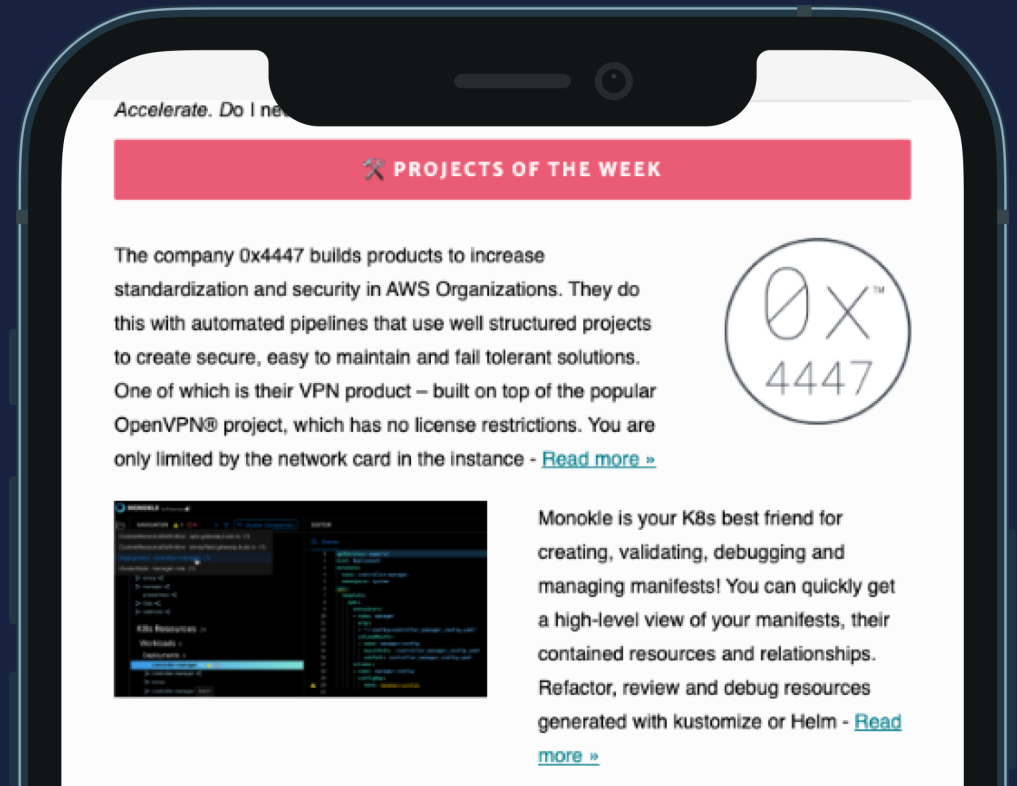 Accelerate. Do I
🛠 PROJECTS OF THE WEEK
The company 0x4447 builds products to increase
standardization and security in AWS Organizations. They do
this with automated pipelines that use well structured projects
to create secure, easy to maintain and fail tolerant solutions.
One of which is their VPN product – built on top of the popular
OpenVPN® project, which has no license restrictions. You are
only limited by the network card in the instance - Read more »
0x™
4447
MONOKLE
NAVIGATOR
EDITOR
K8s Resources
Workloads
Deployments
controller-manager
Monokle is your K8s best friend for
creating, validating, debugging and
managing manifests! You can quickly get
a high-level view of your manifests, their
contained resources and relationships.
Refactor, review and debug resources
generated with kustomize or Helm - Read
more »